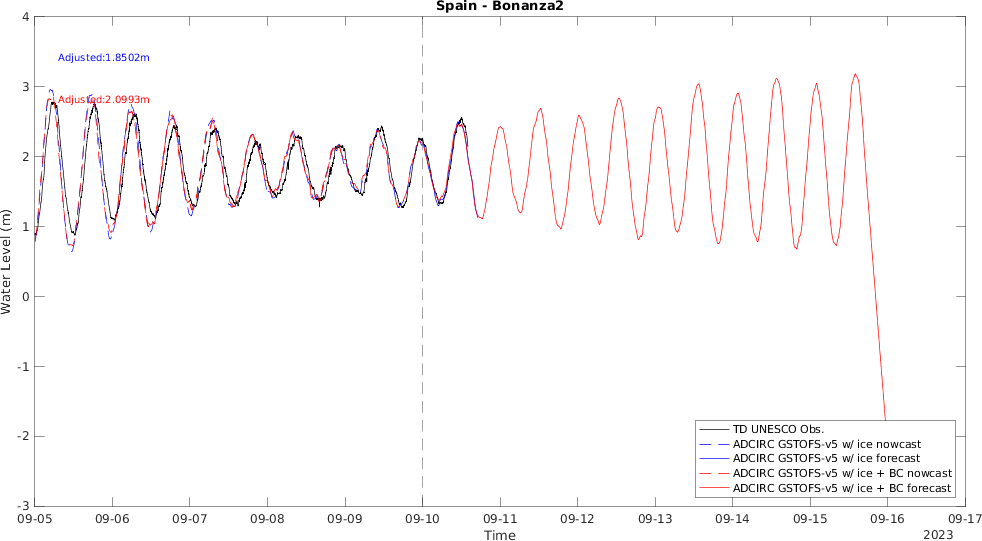 Spain - Bonanza2
Adjusted:1.8502m
Adjusted:2.0993m
4
3
2
1
0
-1
-2
-3
Water Level (m)
TD UNESCO Obs.
ADCIRC GSTOFS-v5 w/ ice nowcast
ADCIRC GSTOFS-v5 w/ ice forecast
ADCIRC GSTOFS-v5 w/ ice + BC nowcast
ADCIRC GSTOFS-v5 w/ ice + BC forecast
09-05 09-06 09-07 09-08 09-09 09-10 09-11 09-12 09-13 09-14 09-15 09-16 09-17
Time
2023